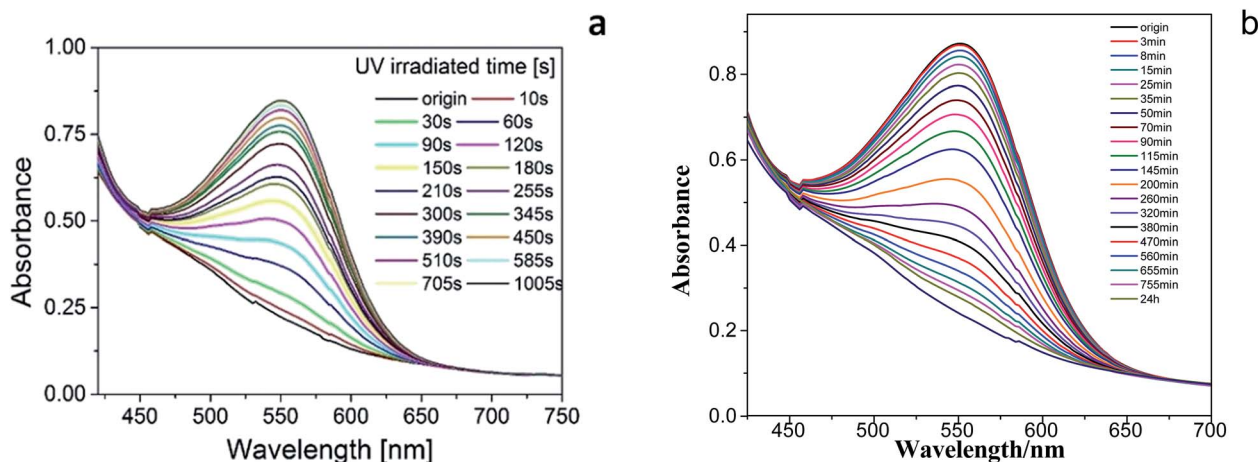 a
1.00
0.75
0.50
0.25
0.00
Absorbance
UV irradiated time [s]
origin 10s
30s 60s
90s 120s
150s 180s
210s 255s
300s 345s
390s 450s
510s 585s
705s 1005s
450 500 550 600 650 700 750
Wavelength [nm]
b
0.8
0.6
0.4
0.2
0.0
Absorbance
origin
3min
8min
15min
25min
35min
50min
70min
90min
115min
145min
200min
260min
320min
380min
470min
560min
655min
755min
24h
450 500 550 600 650 700
Wavelength/nm